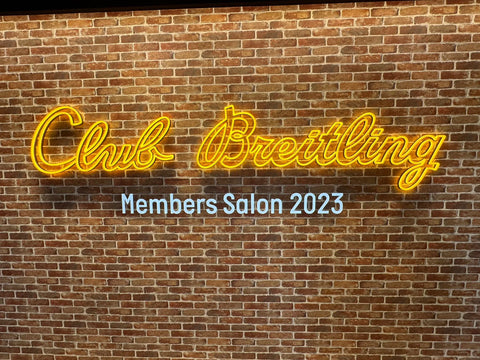 Club Breitling
Members Salon 2023